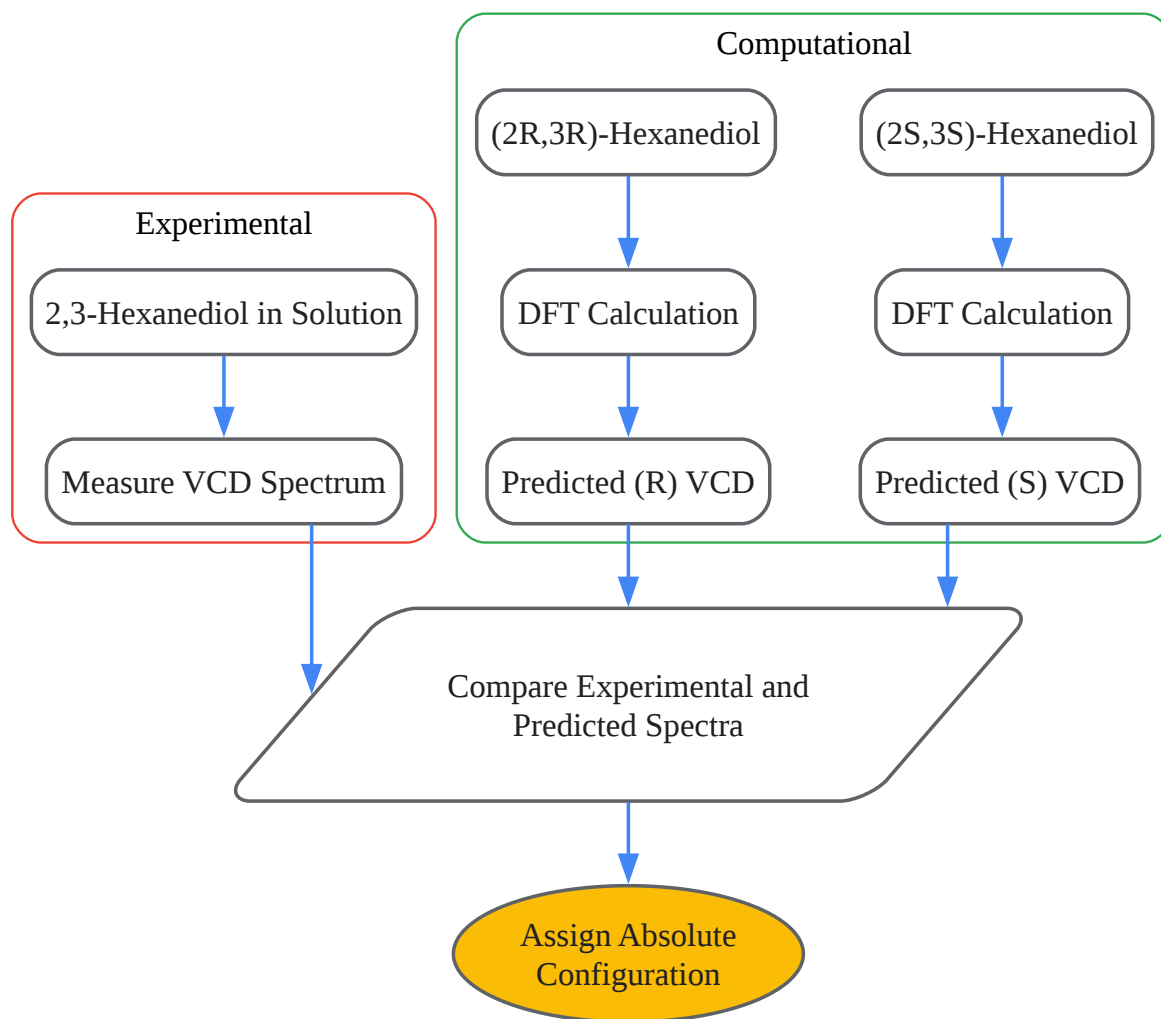 Computational
(2R,3R)-Hexanediol
(2S,3S)-Hexanediol
Experimental
2,3-Hexanediol in Solution
DFT Calculation
DFT Calculation
Measure VCD Spectrum
Predicted (R) VCD
Predicted (S) VCD
Compare Experimental and
Predicted Spectra
Assign Absolute
Configuration